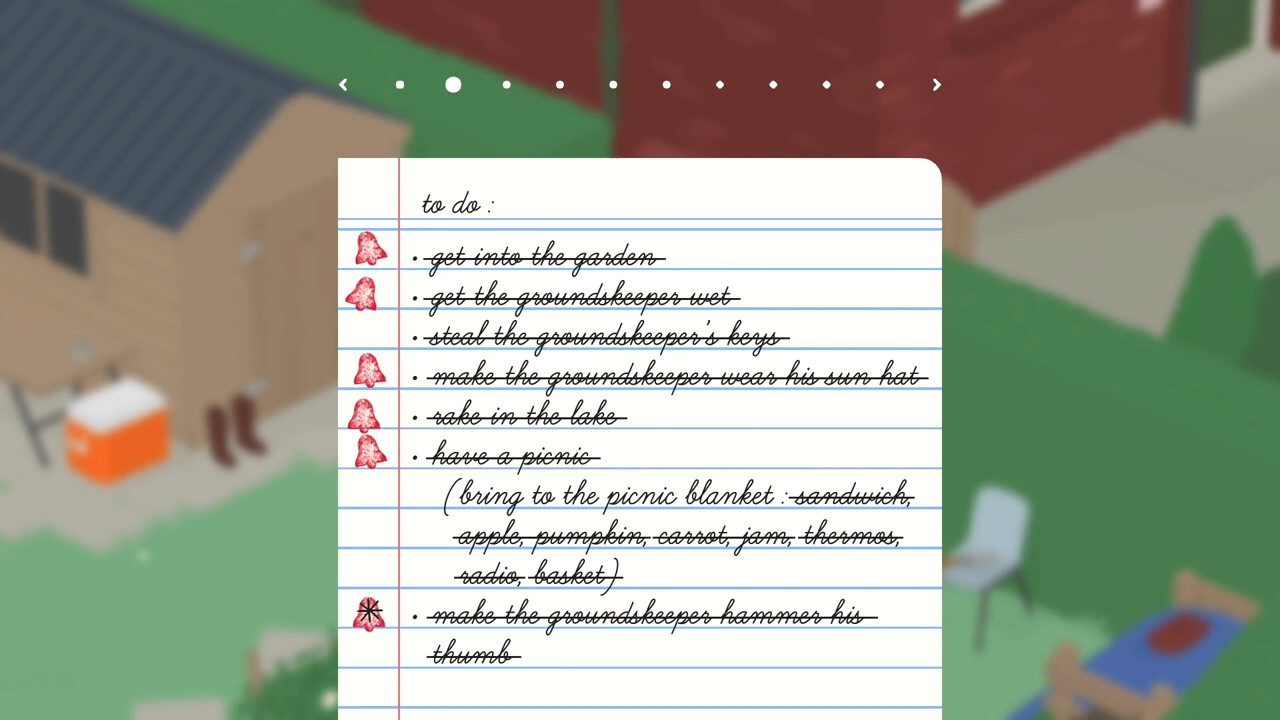 to do :
• get into the garden
• get the groundskeeper wet
• steal the groundskeeper's keys
• make the groundskeeper wear his sun hat
• rake in the lake
• have a picnic
(bring to the picnic blanket : sandwich,
apple, pumpkin, carrot, jam, thermos,
radio, basket)
• make the groundskeeper hammer his
thumb